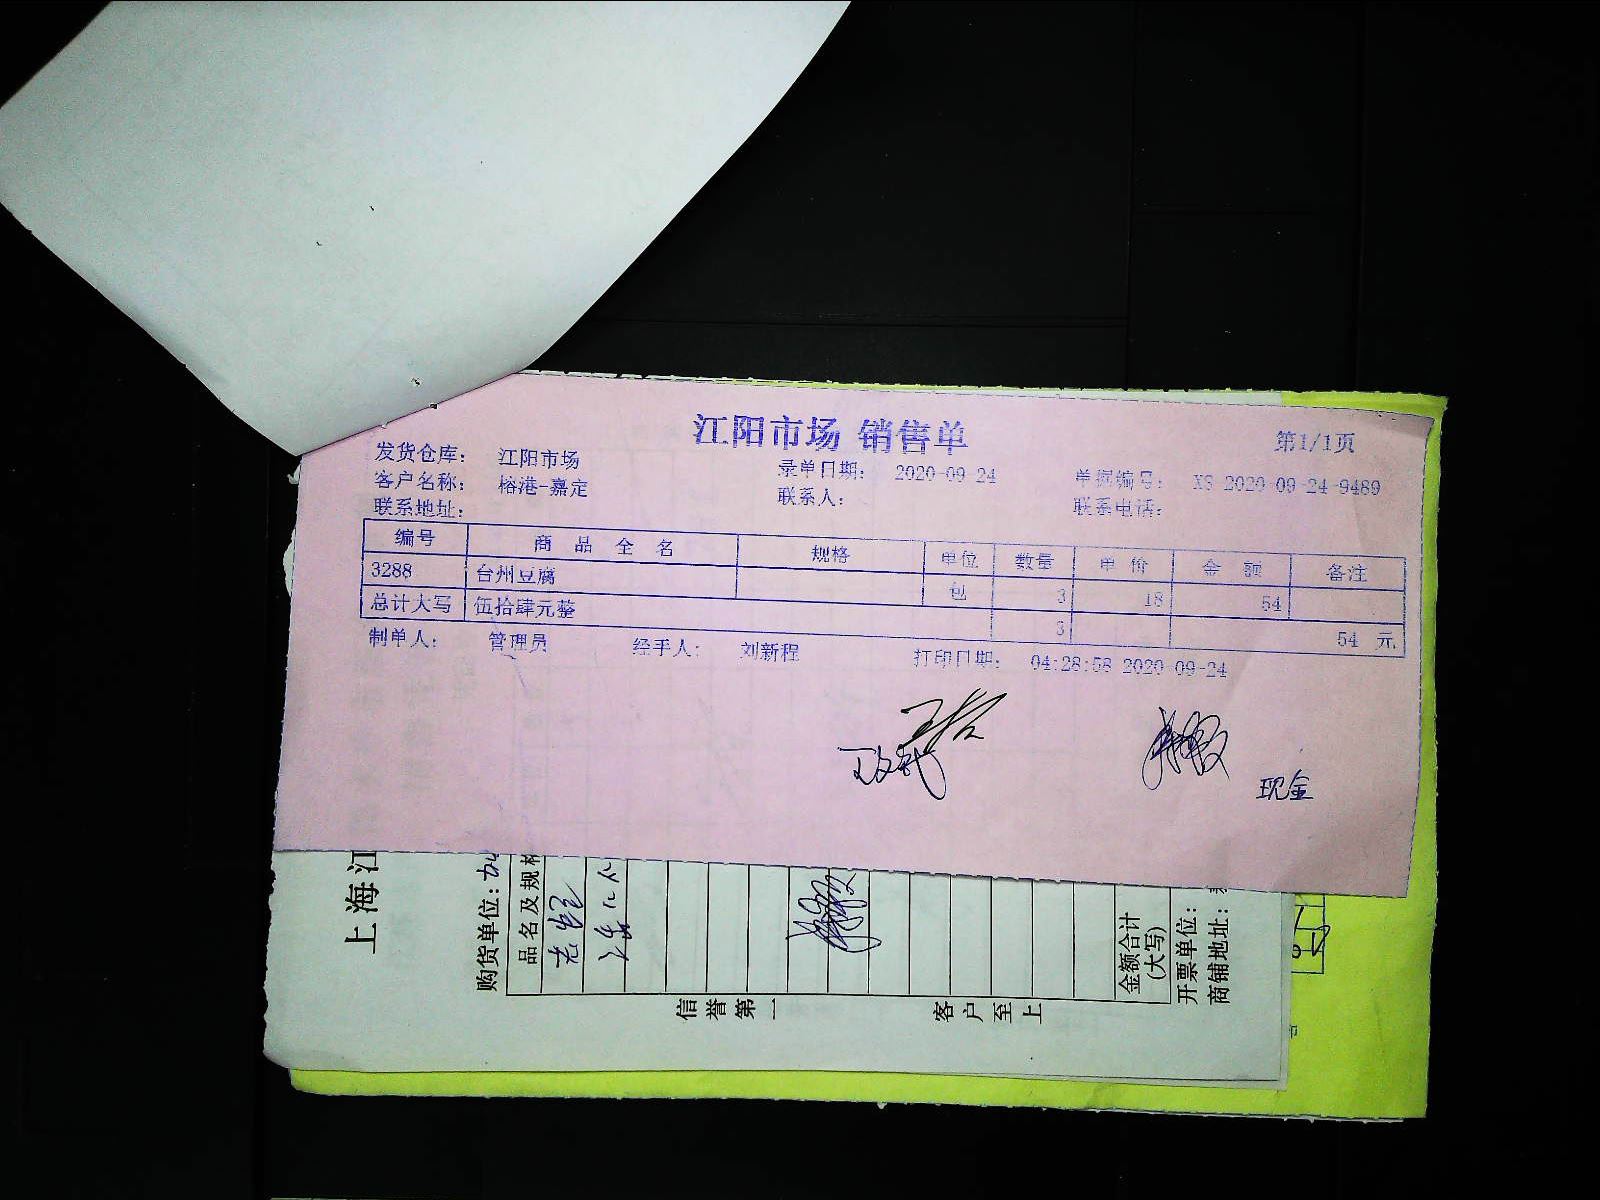 江阳市场 销售单
第1/1页
发货仓库： 江阳市场 录单日期： 2020-09-24 单据编号： XS-2020-09-24-9489
客户名称： 榕港-嘉定 联系人： 联系电话：
联系地址：
编号 商品全名 规格 单位 数量 单价 金额 备注
3288 台州豆腐 包 3 18 54
总计大写 伍拾肆元整 3 54 元
制单人： 管理员 经手人： 刘新程 打印日期： 04:28:58 2020-09-24
现金
上海江
购货单位：
品名及规格
金额合计
(大写)
开票单位：
商铺地址：
信誉第一 客户至上